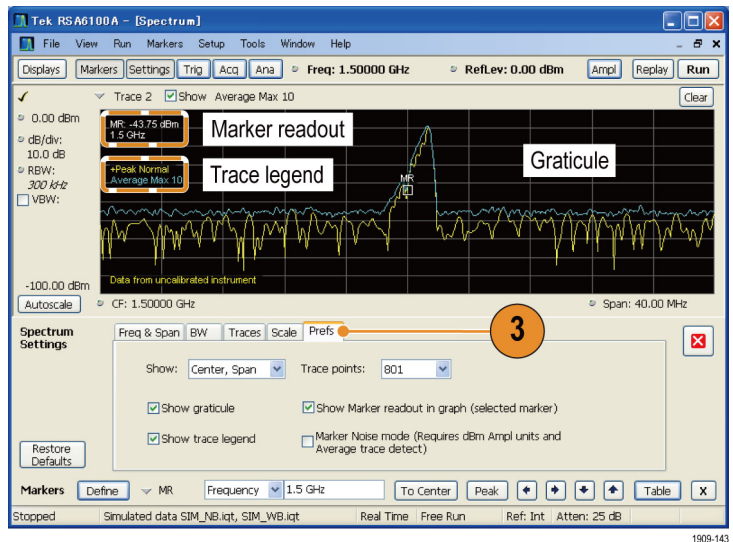 Tek RSA6100A - [Spectrum]
File View Run Markers Setup Tools Window Help
Displays Markers Settings Trig Acq Ana Freq: 1.50000 GHz RefLev: 0.00 dBm Ampl Replay Run
Trace 2 Show Average Max 10 Clear
0.00 dBm
dB/div:
10.0 dB
RBW:
300 kHz
VBW:
-100.00 dBm
Autoscale
MR: -43.75 dBm
1.5 GHz
Marker readout
+Peak Normal
Average Max 10
Trace legend
Graticule
MR
Data from uncalibrated instrument
CF: 1.50000 GHz Span: 40.00 MHz
Spectrum
Settings
Freq & Span BW Traces Scale Prefs
3
Show: Center, Span Trace points: 801
Show graticule Show Marker readout in graph (selected marker)
Show trace legend Marker Noise mode (Requires dBm Ampl units and
Average trace detect)
Restore
Defaults
Markers Define MR Frequency 1.5 GHz To Center Peak Table X
Stopped Simulated data SIM_NB.iqt, SIM_WB.iqt Real Time Free Run Ref: Int Atten: 25 dB
1909-143